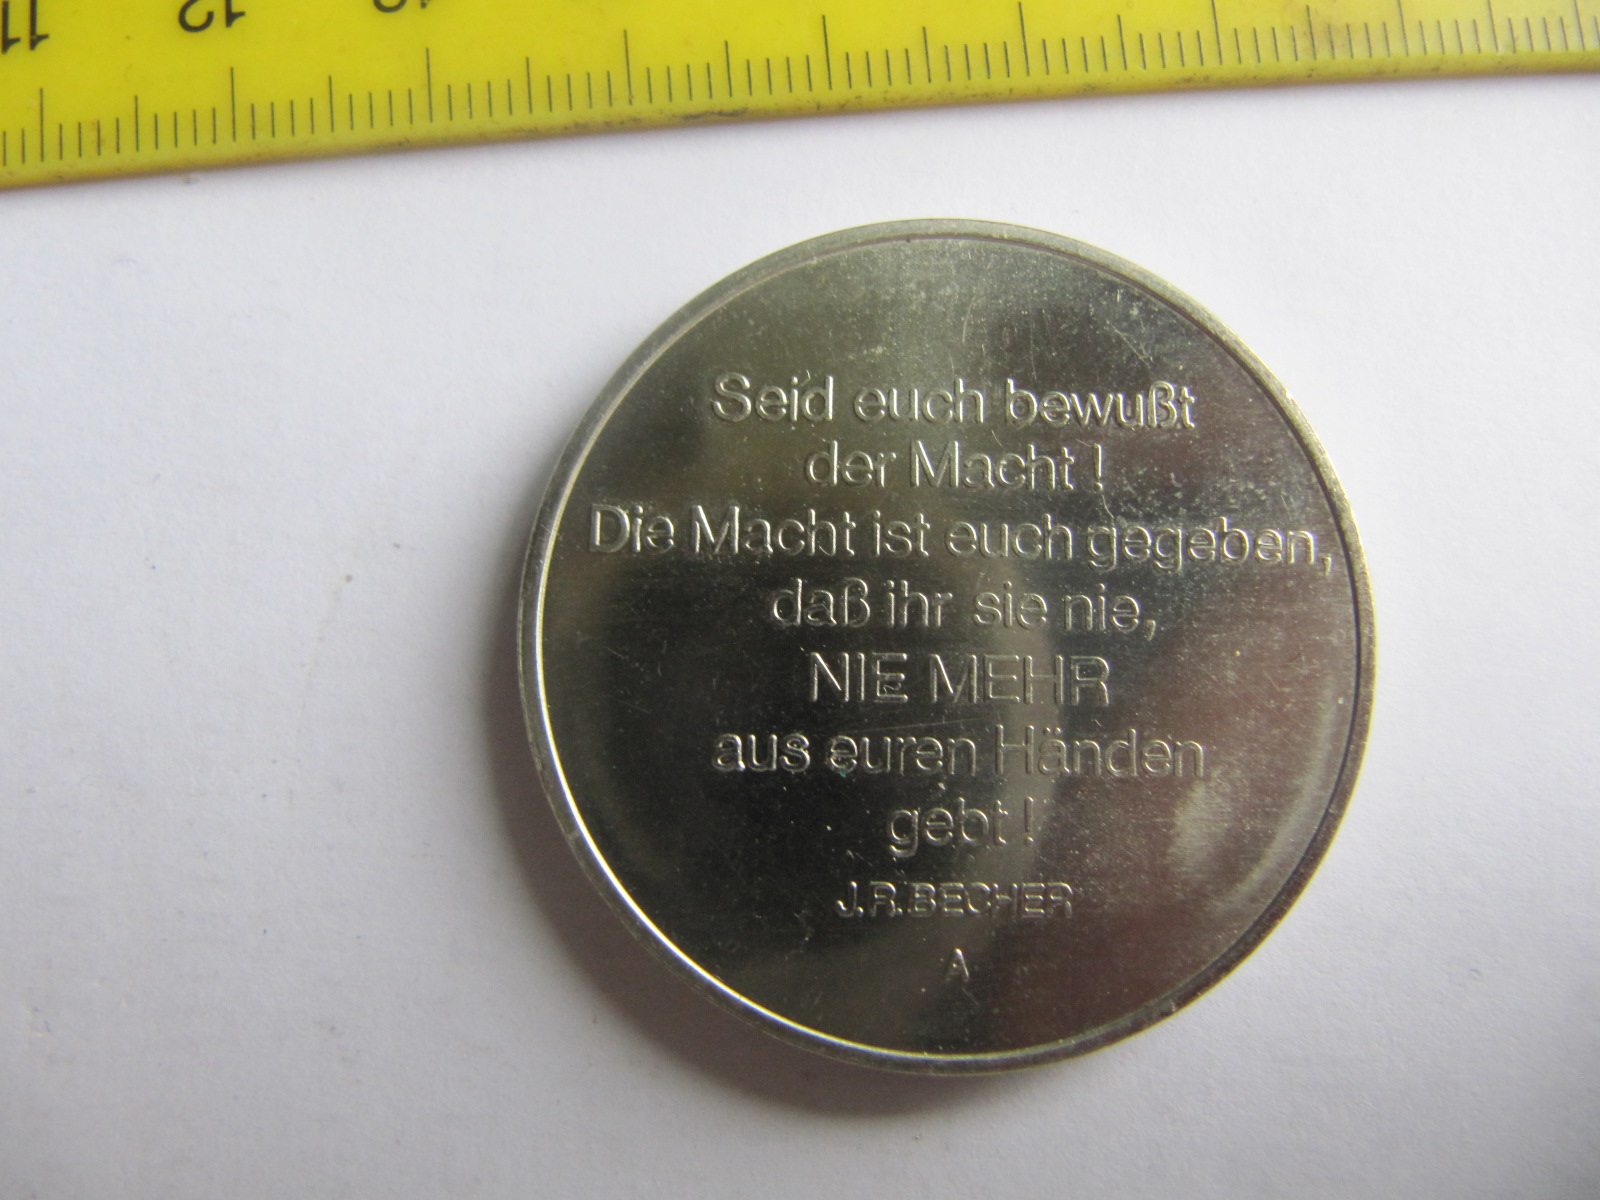 11 12
Seid euch bewußt
der Macht !
Die Macht ist euch gegeben,
daß ihr sie nie,
NIE MEHR
aus euren Händen
gebt !
J.R.BECHER
A